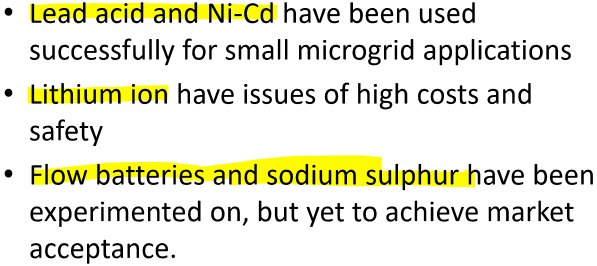 • Lead acid and Ni-Cd have been used
successfully for small microgrid applications
• Lithium ion have issues of high costs and
safety
• Flow batteries and sodium sulphur have been
experimented on, but yet to achieve market
acceptance.